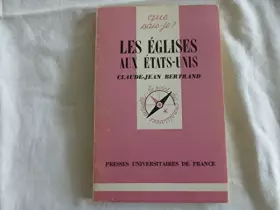 que
sais-je?
LES ÉGLISES
AUX ÉTATS-UNIS
CLAUDE-JEAN BERTRAND
PRESSES UNIVERSITAIRES DE FRANCE